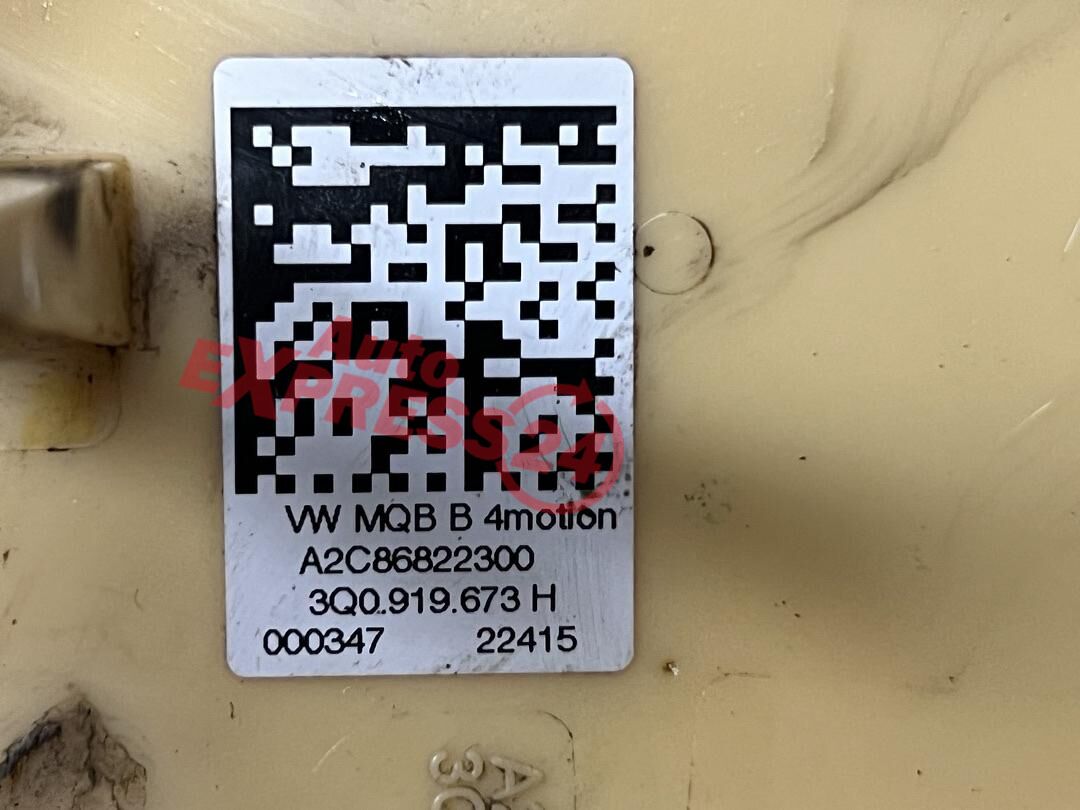 Auto
EXPRESS24
VW MQB B 4motion
A2C86822300
3Q0.919.673 H
000347 22415